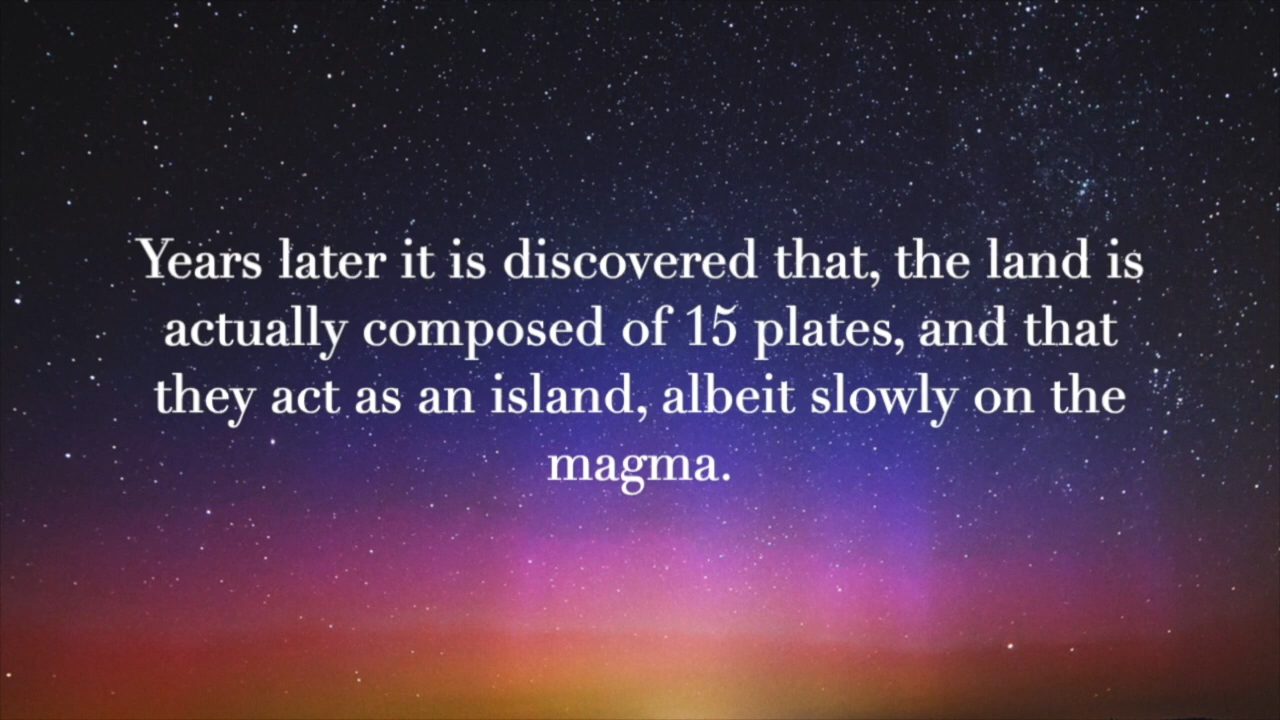 Years later it is discovered that, the land is
actually composed of 15 plates, and that
they act as an island, albeit slowly on the
magma.